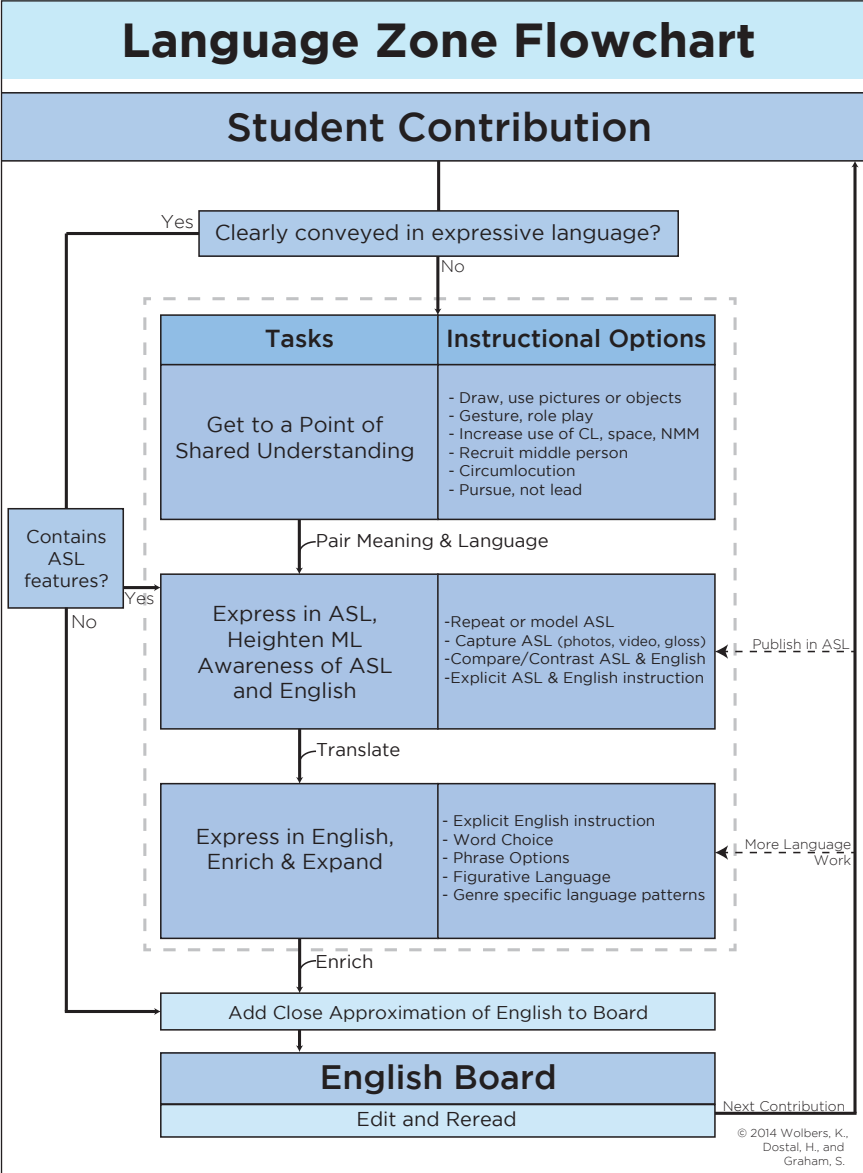 Language Zone Flowchart
Student Contribution
Yes
Clearly conveyed in expressive language?
No
Tasks
Instructional Options
Get to a Point of
Shared Understanding
- Draw, use pictures or objects
- Gesture, role play
- Increase use of CL, space, NMM
- Recruit middle person
- Circumlocution
- Pursue, not lead
Contains
ASL
features?
Pair Meaning & Language
Yes
No
Express in ASL,
Heighten ML
Awareness of ASL
and English
-Repeat or model ASL
- Capture ASL (photos, video, gloss)
-Compare/Contrast ASL & English
-Explicit ASL & English instruction
Publish in ASL
Translate
Express in English,
Enrich & Expand
- Explicit English instruction
- Word Choice
- Phrase Options
- Figurative Language
- Genre specific language patterns
More Language
Work
Enrich
Add Close Approximation of English to Board
English Board
Edit and Reread
Next Contribution
© 2014 Wolbers, K.,
Dostal, H., and
Graham, S.